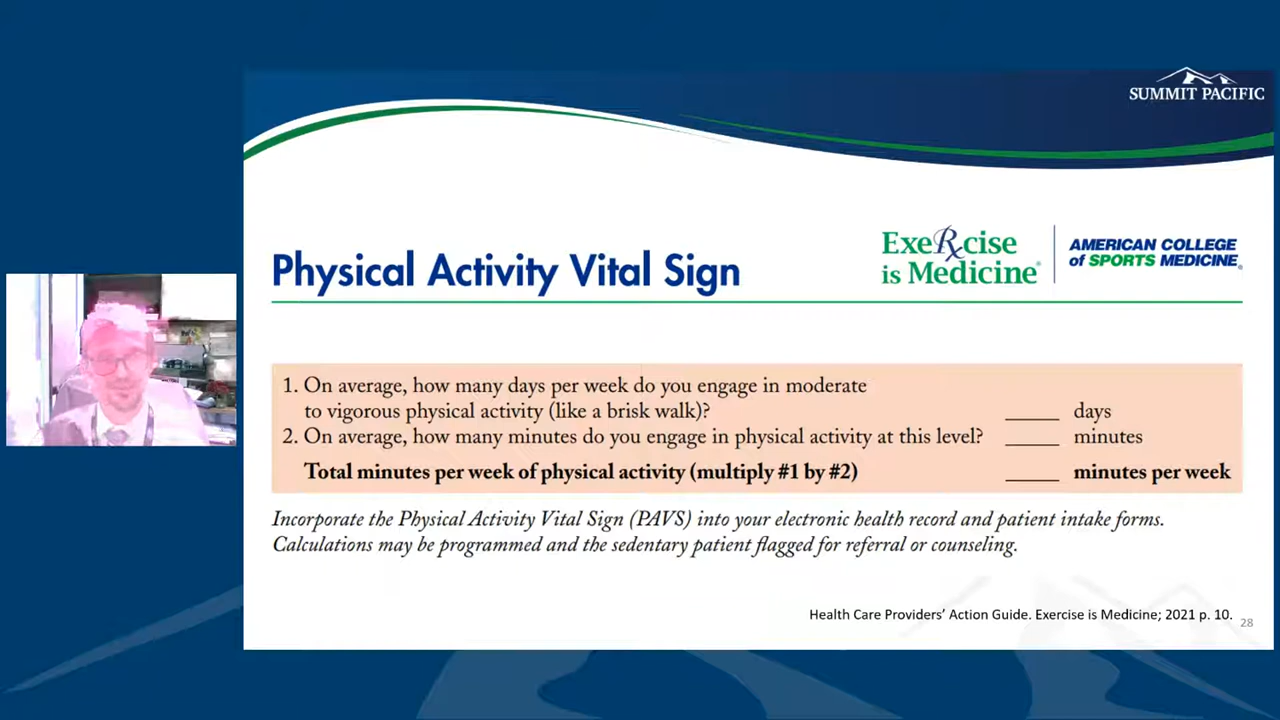 SUMMIT PACIFIC
ExeRxcise
is Medicine®
AMERICAN COLLEGE
of SPORTS MEDICINE®
Physical Activity Vital Sign
1. On average, how many days per week do you engage in moderate
to vigorous physical activity (like a brisk walk)? _____ days
2. On average, how many minutes do you engage in physical activity at this level? _____ minutes
Total minutes per week of physical activity (multiply #1 by #2) _____ minutes per week
Incorporate the Physical Activity Vital Sign (PAVS) into your electronic health record and patient intake forms.
Calculations may be programmed and the sedentary patient flagged for referral or counseling.
Health Care Providers' Action Guide. Exercise is Medicine; 2021 p. 10.
28